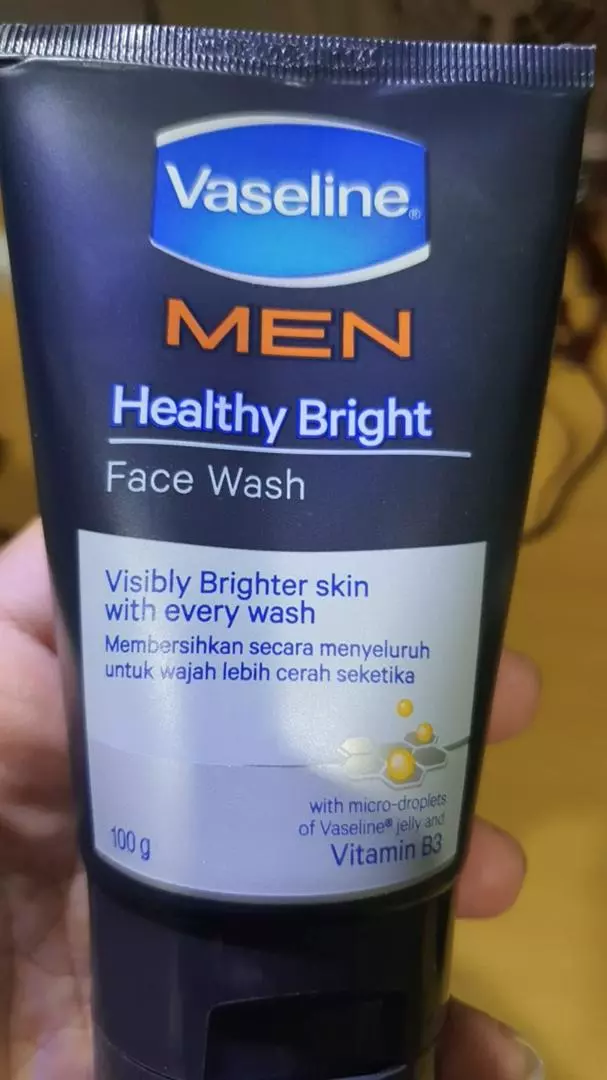 Vaseline®
MEN
Healthy Bright
Face Wash
Visibly Brighter skin
with every wash
Membersihkan secara menyeluruh
untuk wajah lebih cerah seketika
with micro-droplets
of Vaseline® jelly and
Vitamin B3
100 g